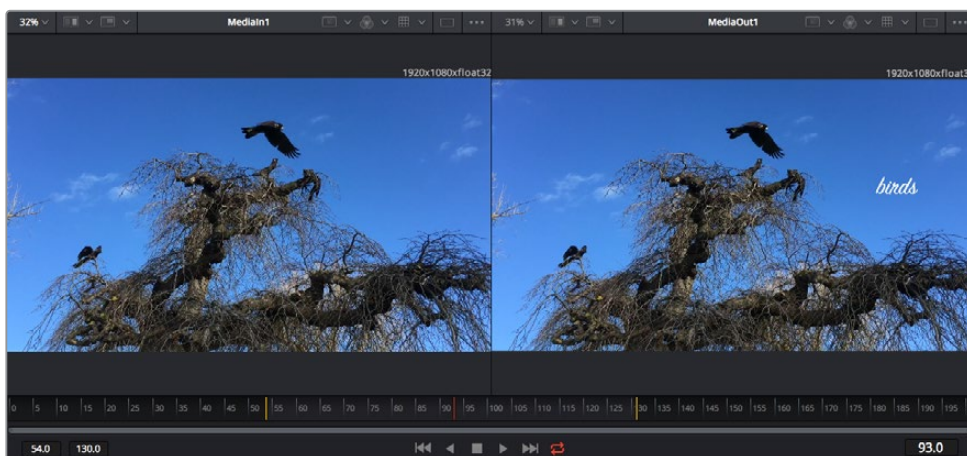 32% MediaIn1 31% MediaOut1
1920x1080xfloat32 1920x1080xfloat32
birds
0 5 10 15 20 25 30 35 40 45 50 55 60 65 70 75 80 85 90 95 100 105 110 115 120 125 130 135 140 145 150 155 160 165 170 175 180 185 190 195
54.0 130.0 93.0